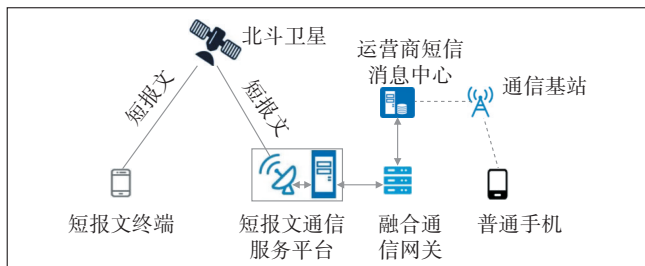 北斗卫星
短报文
短报文
运营商短信
消息中心
通信基站
短报文终端
短报文通信
服务平台
融合通
信网关
普通手机